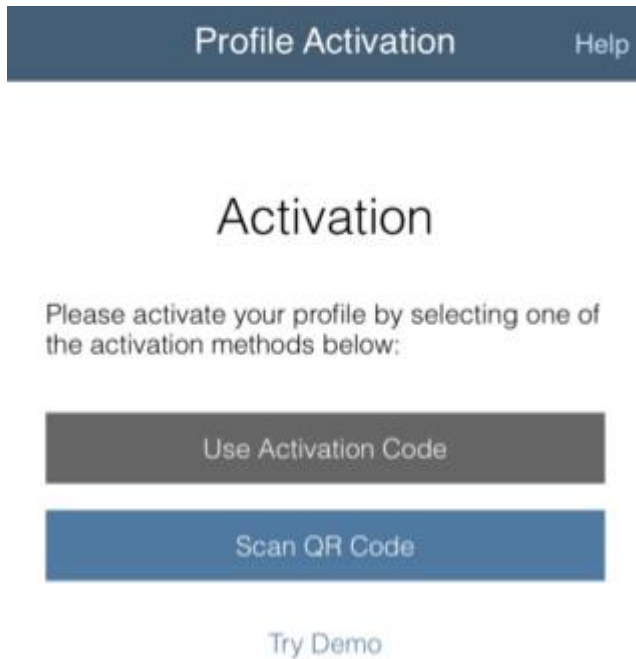 Profile Activation Help
Activation
Please activate your profile by selecting one of
the activation methods below:
Use Activation Code
Scan QR Code
Try Demo